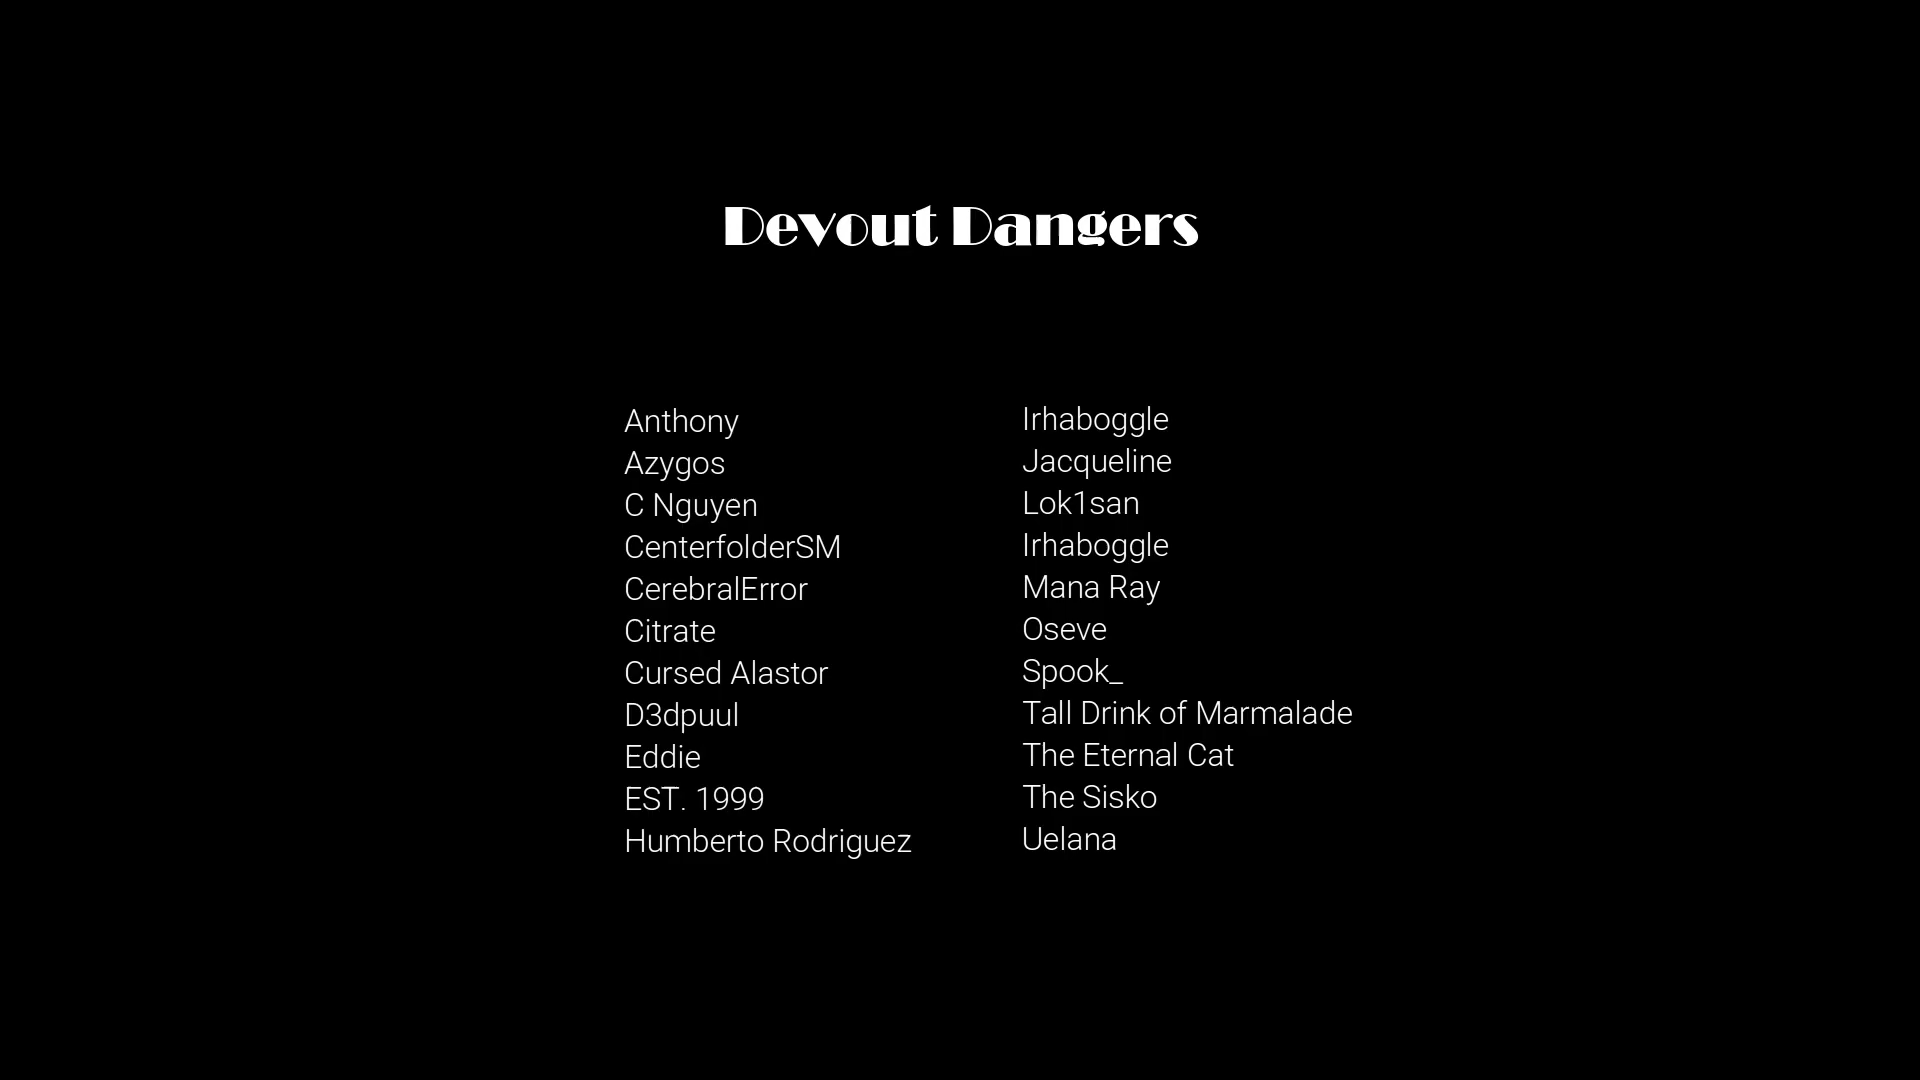 Devout Dangers
Anthony
Azygos
C Nguyen
CenterfolderSM
CerebralError
Citrate
Cursed Alastor
D3dpuul
Eddie
EST. 1999
Humberto Rodriguez
Irhaboggle
Jacqueline
Lok1san
Irhaboggle
Mana Ray
Oseve
Spook_
Tall Drink of Marmalade
The Eternal Cat
The Sisko
Uelana